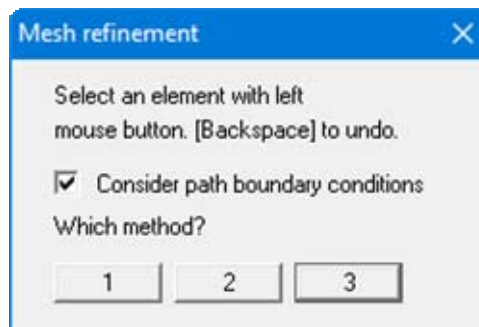 Mesh refinement
Select an element with left
mouse button. [Backspace] to undo.
Consider path boundary conditions
Which method?
1 2 3